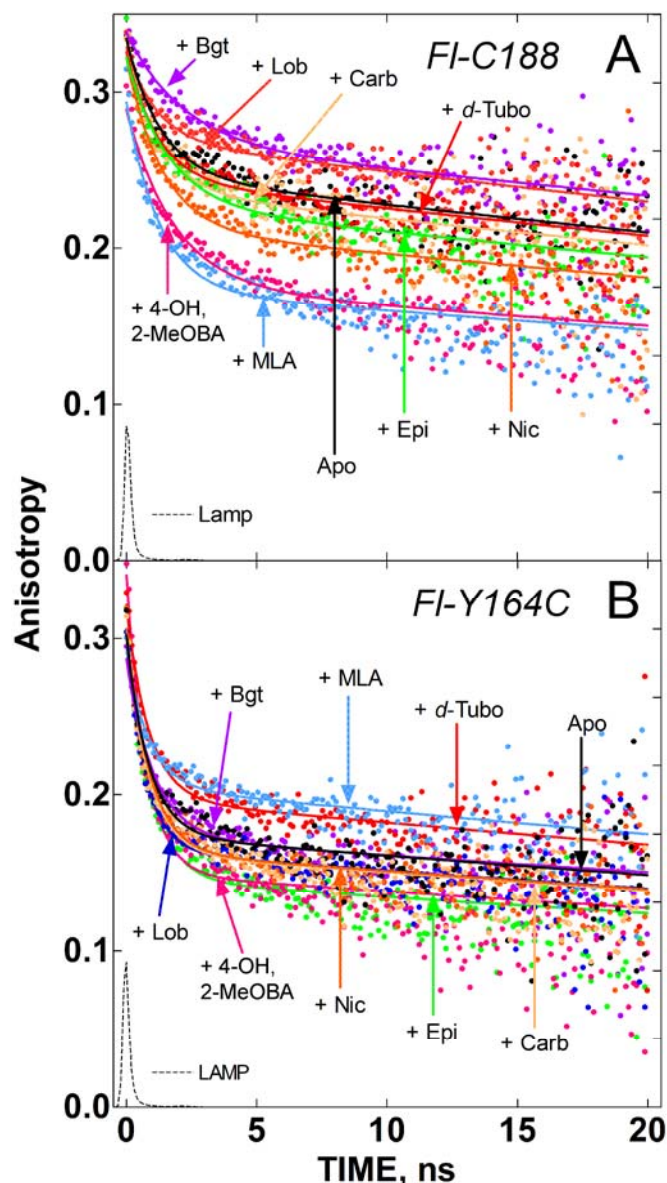 Fl-C188 A
+ Bgt
+ Lob
+ Carb
+ d-Tubo
0.3
0.2
+ 4-OH,
2-MeOBA
+ MLA
+ Epi
+ Nic
Apo
0.1
Lamp
0.0
Anisotropy
Fl-Y164C B
0.3
+ MLA
+ Bgt
+ d-Tubo
Apo
0.2
+ Lob
+ 4-OH,
2-MeOBA
+ Nic
+ Epi
+ Carb
0.1
LAMP
0.0
0 5 10 15 20
TIME, ns